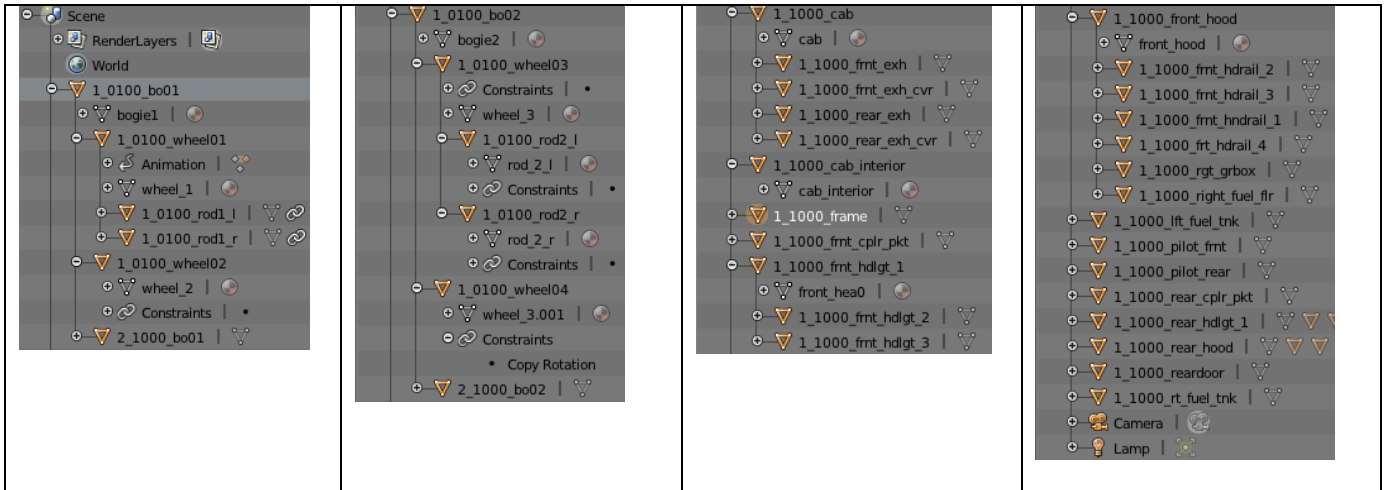 Scene
RenderLayers
World
1_0100_bo01
bogie1
1_0100_wheel01
Animation
wheel_1
1_0100_rod1_l
1_0100_rod1_r
1_0100_wheel02
wheel_2
Constraints
2_1000_bo01
1_0100_bo02
bogie2
1_0100_wheel03
Constraints
wheel_3
1_0100_rod2_l
rod_2_l
Constraints
1_0100_rod2_r
rod_2_r
Constraints
1_0100_wheel04
wheel_3.001
Constraints
Copy Rotation
2_1000_bo02
1_1000_cab
cab
1_1000_frnt_exh
1_1000_frnt_exh_cvr
1_1000_rear_exh
1_1000_rear_exh_cvr
1_1000_cab_interior
cab_interior
1_1000_frame
1_1000_frnt_cplr_pkt
1_1000_frnt_hdlgt_1
front_hea0
1_1000_frnt_hdlgt_2
1_1000_frnt_hdlgt_3
1_1000_front_hood
front_hood
1_1000_frnt_hdrail_2
1_1000_frnt_hdrail_3
1_1000_frnt_hndrail_1
1_1000_frt_hdrail_4
1_1000_rgt_grbox
1_1000_right_fuel_flr
1_1000_lft_fuel_tnk
1_1000_pilot_frnt
1_1000_pilot_rear
1_1000_rear_cplr_pkt
1_1000_rear_hdlgt_1
1_1000_rear_hood
1_1000_reardoor
1_1000_rt_fuel_tnk
Camera
Lamp